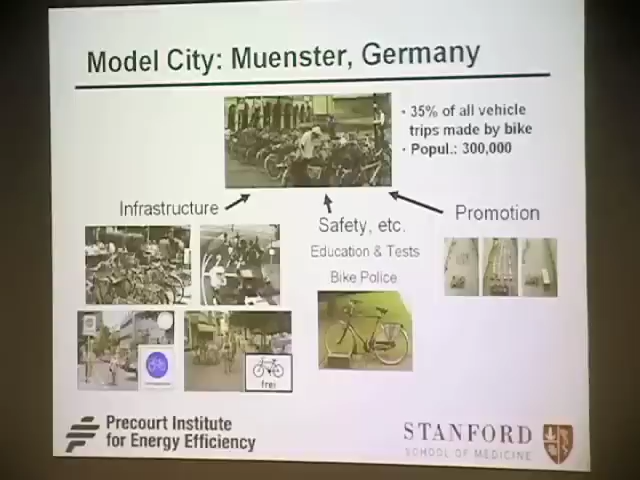 Model City: Muenster, Germany
· 35% of all vehicle
trips made by bike
· Popul.: 300,000
Infrastructure
Safety, etc.
Promotion
Education & Tests
Bike Police
frei
Precourt Institute
for Energy Efficiency
STANFORD
SCHOOL OF MEDICINE